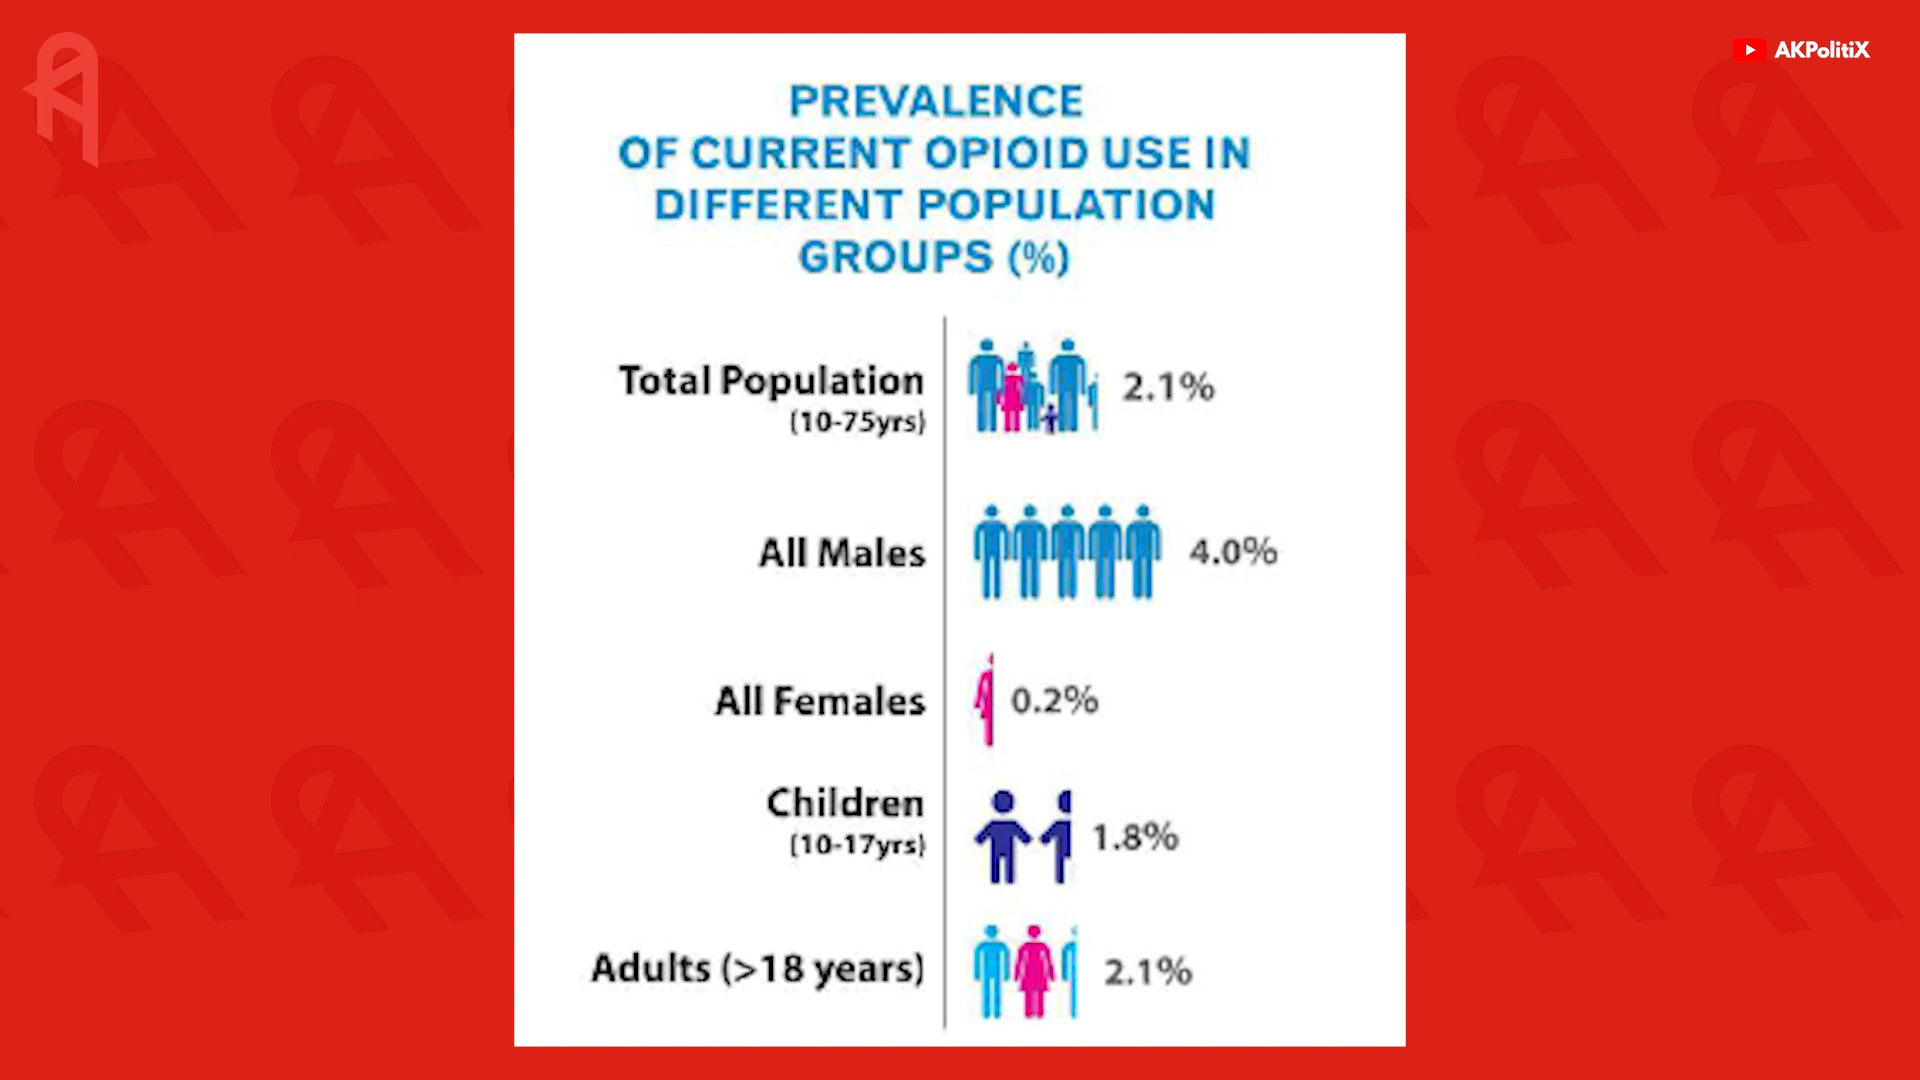 AKPolitiX
PREVALENCE
OF CURRENT OPIOID USE IN
DIFFERENT POPULATION
GROUPS (%)
Total Population
(10-75yrs)
2.1%
All Males
4.0%
All Females
0.2%
Children
(10-17yrs)
1.8%
Adults (>18 years)
2.1%